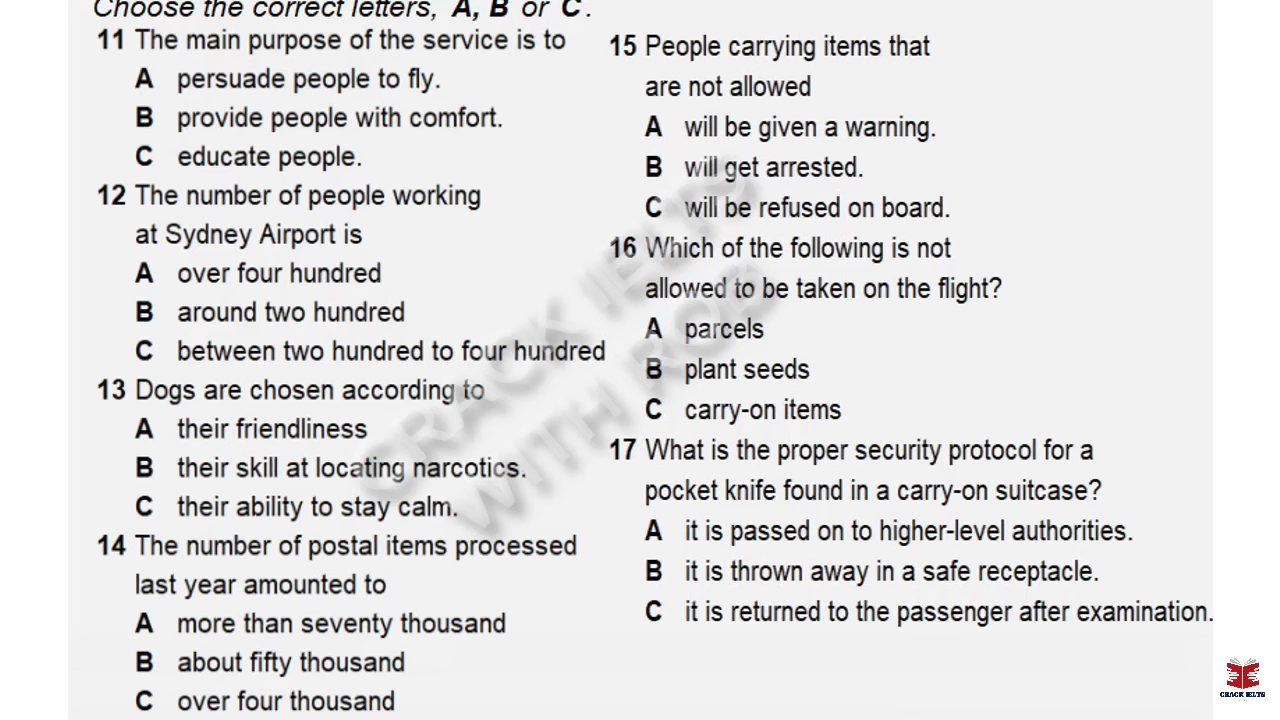 Choose the correct letters, A, B or C.
11 The main purpose of the service is to
A persuade people to fly.
B provide people with comfort.
C educate people.
12 The number of people working
at Sydney Airport is
A over four hundred
B around two hundred
C between two hundred to four hundred
13 Dogs are chosen according to
A their friendliness
B their skill at locating narcotics.
C their ability to stay calm.
14 The number of postal items processed
last year amounted to
A more than seventy thousand
B about fifty thousand
C over four thousand
15 People carrying items that
are not allowed
A will be given a warning.
B will get arrested.
C will be refused on board.
16 Which of the following is not
allowed to be taken on the flight?
A parcels
B plant seeds
C carry-on items
17 What is the proper security protocol for a
pocket knife found in a carry-on suitcase?
A it is passed on to higher-level authorities.
B it is thrown away in a safe receptacle.
C it is returned to the passenger after examination.
CRACK IELTS
WITH ROB
CRACK IELTS